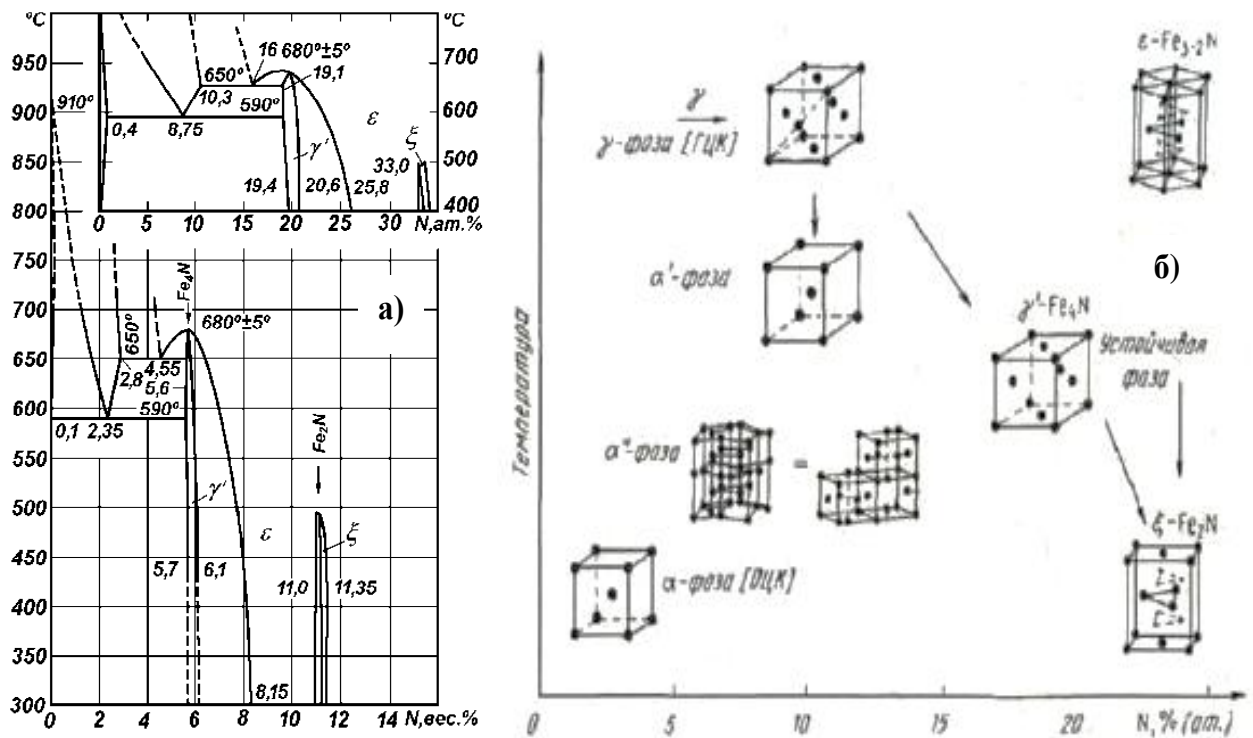 °C
950
900
850
800
750
700
650
600
550
500
450
400
350
300
910°
0,4
8,75
650°
10,3
590°
16
680°±5°
19,1
ε
ξ
33,0
γ'
19,4
20,6
25,8
°C
700
600
500
400
0
5
10
15
20
25
30
N,ат.%
Fe₄N
а)
680°±5°
650°
2,8
4,55
5,6
590°
0,1
2,35
Fe₂N
γ'
ε
ξ
5,7
6,1
11,0
11,35
8,15
0
2
4
6
8
10
12
14
N,вес.%
Температура
γ
γ-фаза [ГЦК]
ε-Fe₃₋₂N
б)
α'-фаза
γ'-Fe₄N
Устойчивая
фаза
α"-фаза
=
ξ-Fe₂N
α-фаза [ОЦК]
0
5
10
15
20
N,% (ат.)